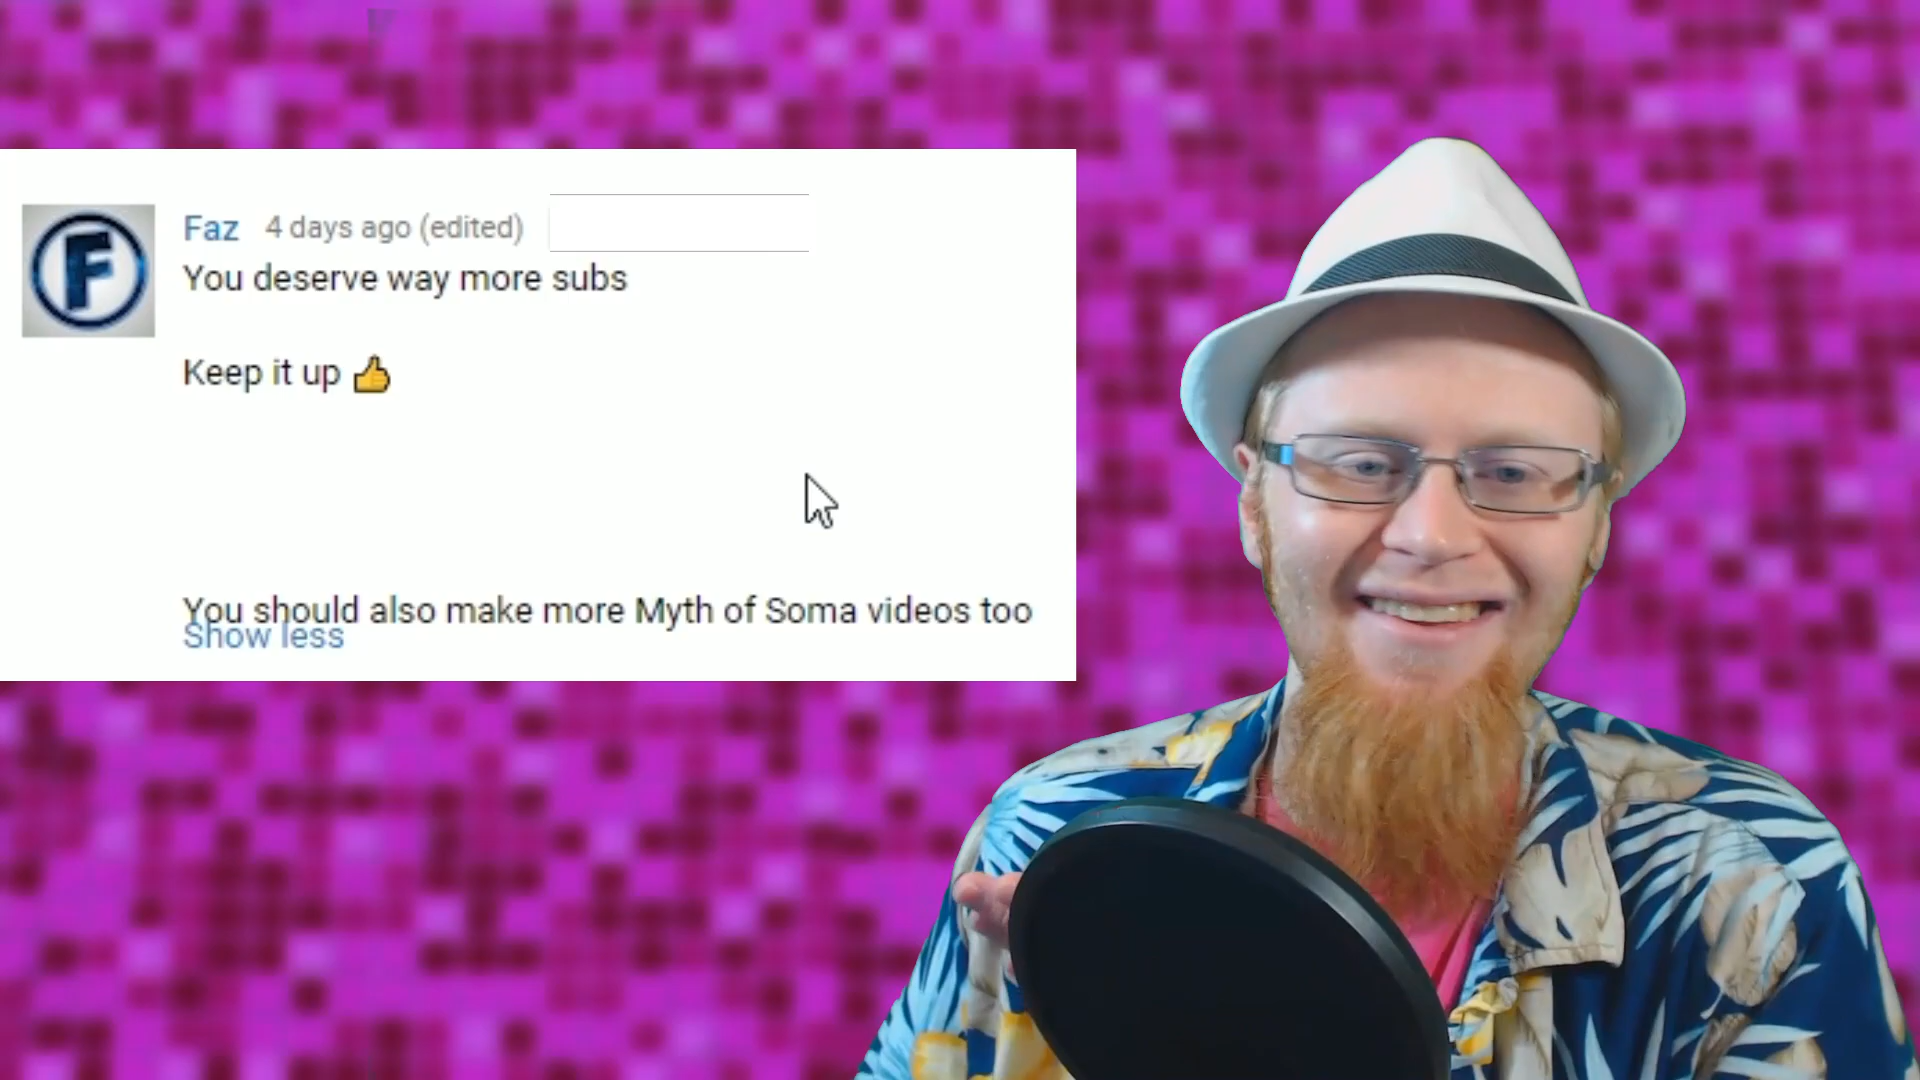 F
Faz 4 days ago (edited)
You deserve way more subs
Keep it up 👍
You should also make more Myth of Soma videos too
Show less